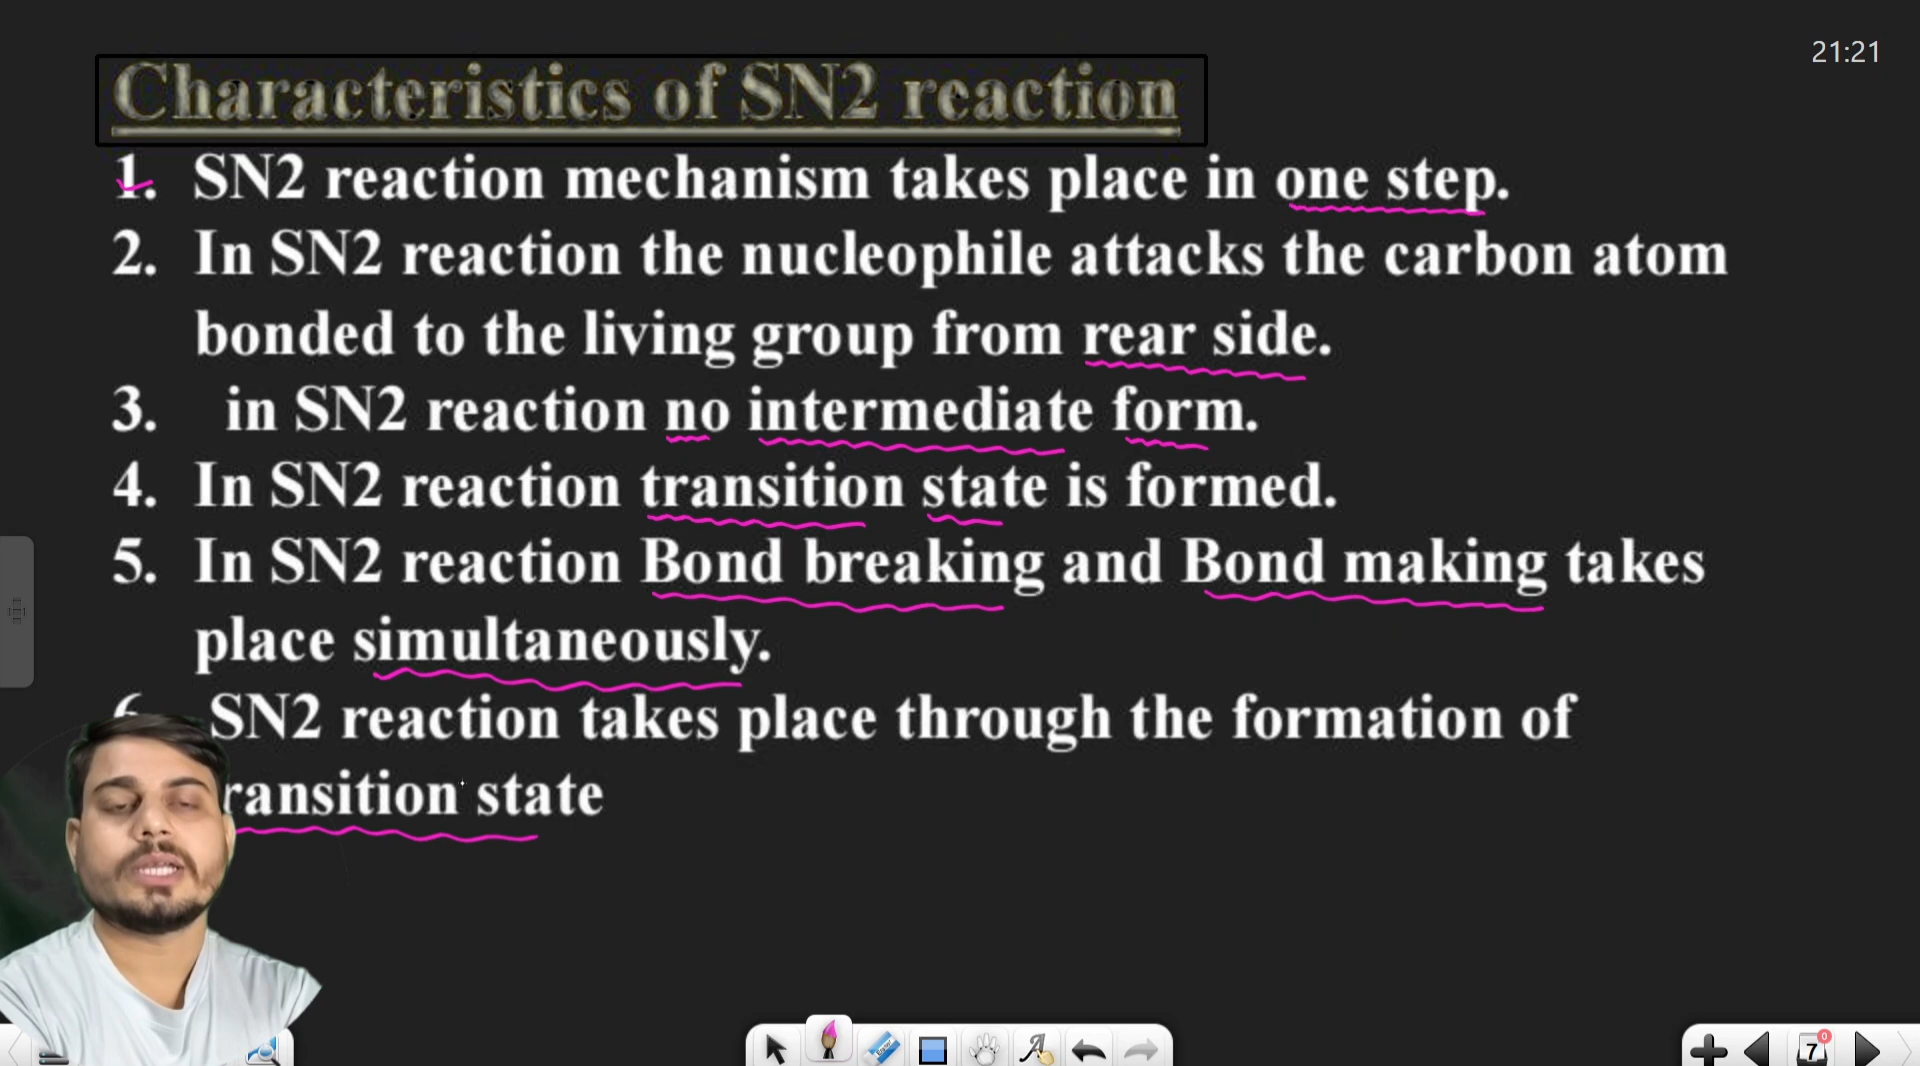 21:21
Characteristics of SN2 reaction
1. SN2 reaction mechanism takes place in one step.
2. In SN2 reaction the nucleophile attacks the carbon atom
bonded to the living group from rear side.
3. in SN2 reaction no intermediate form.
4. In SN2 reaction transition state is formed.
5. In SN2 reaction Bond breaking and Bond making takes
place simultaneously.
SN2 reaction takes place through the formation of
ransition state
7
0